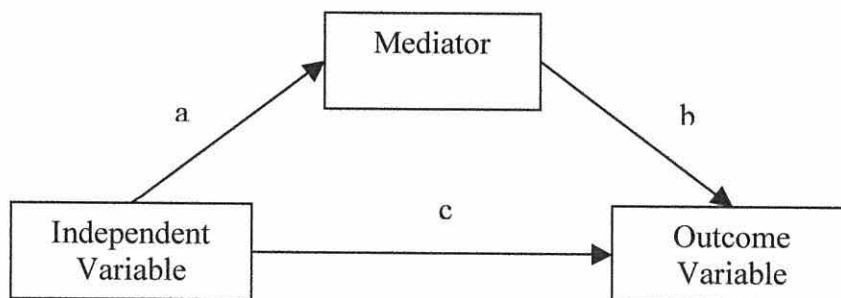 Mediator
a
b
c
Independent
Variable
Outcome
Variable